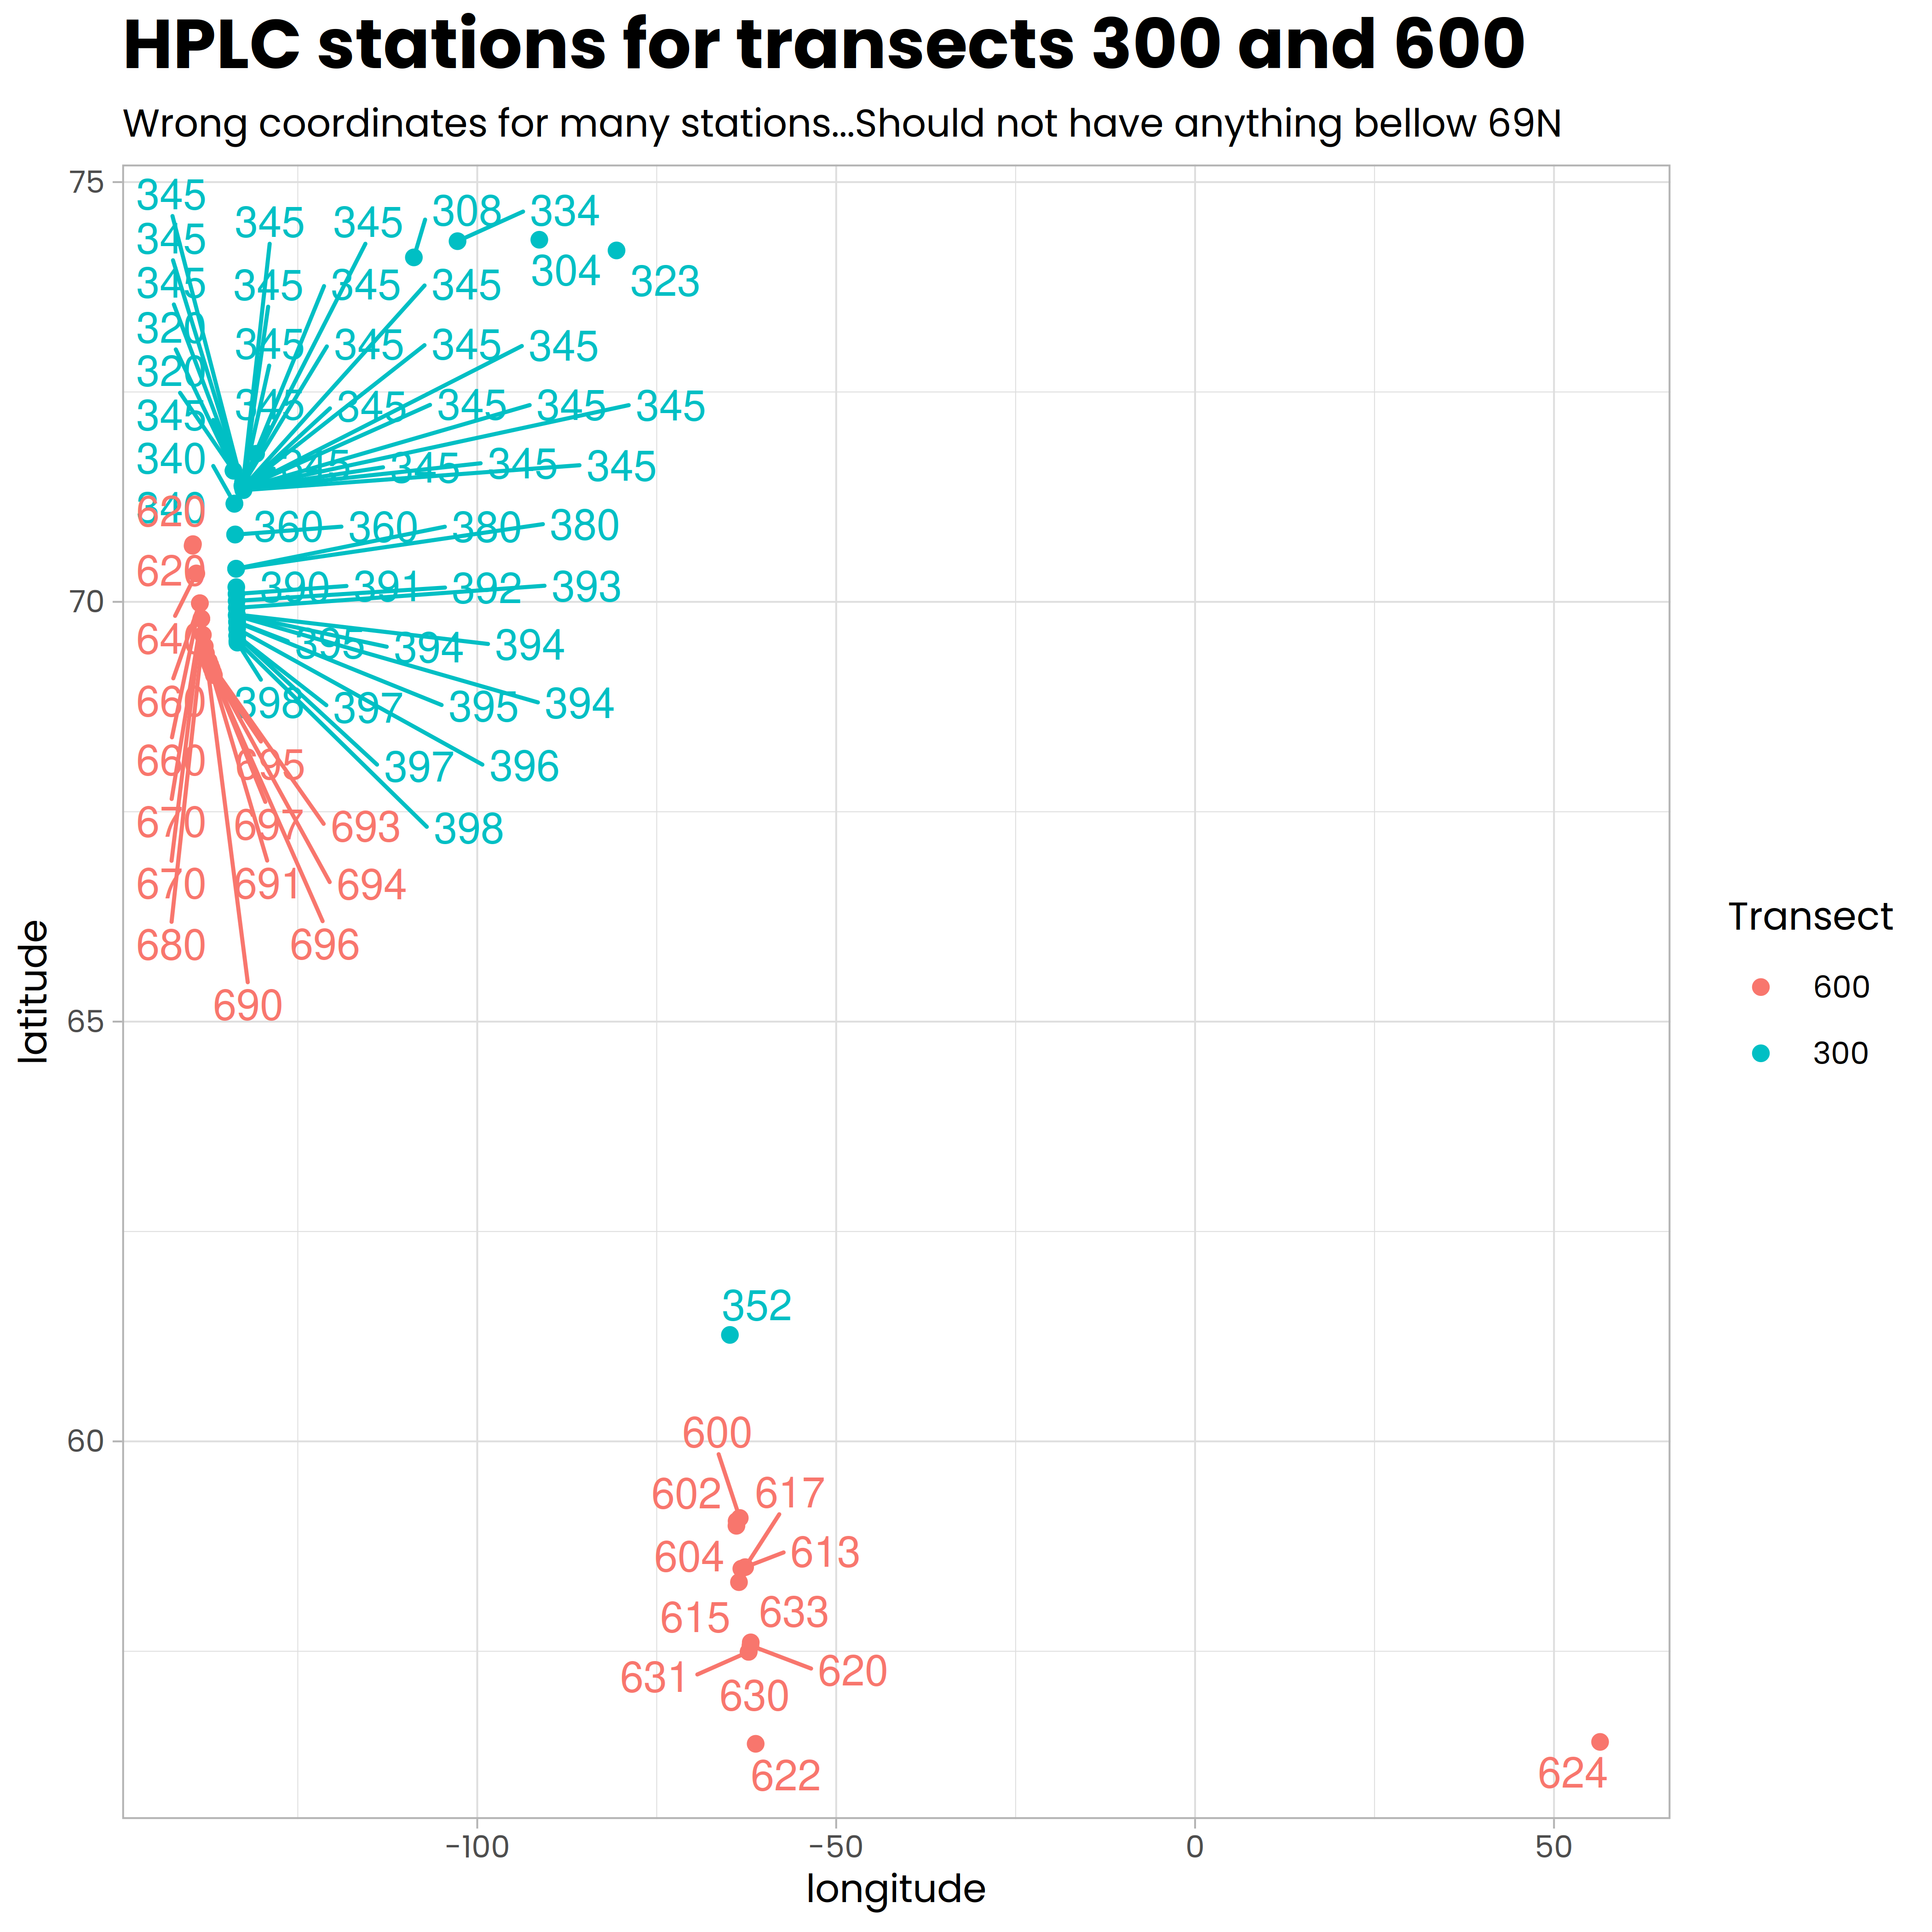 HPLC stations for transects 300 and 600
Wrong coordinates for many stations...Should not have anything bellow 69N
75
345
345 345 308 334
345
304
323
345 345 345 345
320
345 345 345 345
320
345 345 345 345 345 345
340 345 345 345 345
340
620
360 360 380 380
620
390 391 392 393
70
395 394 394
660 398 397 395 394
660 695 397 396
670 697 693 398
670 691 694
680 696
690
65
latitude
Transect
600
300
352
60
600
602 617
604 613
615 633
631 620
630
622 624
-100 -50 0 50
longitude